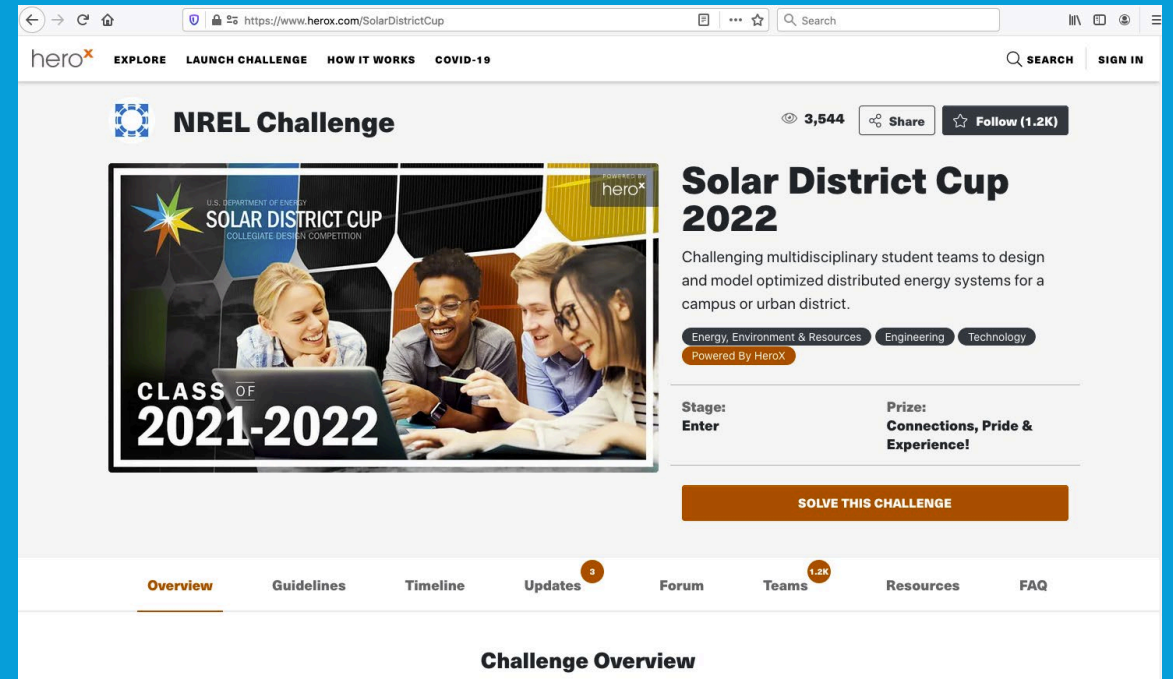 https://www.herox.com/SolarDistrictCup
Search
herox
EXPLORE LAUNCH CHALLENGE HOW IT WORKS COVID-19
SEARCH SIGN IN
NREL Challenge
3,544 Share Follow (1.2K)
POWERED BY
herox
U.S. DEPARTMENT OF ENERGY
SOLAR DISTRICT CUP
COLLEGIATE DESIGN COMPETITION
CLASS OF
2021-2022
Solar District Cup
2022
Challenging multidisciplinary student teams to design
and model optimized distributed energy systems for a
campus or urban district.
Energy, Environment & Resources Engineering Technology
Powered By HeroX
Stage: Prize:
Enter Connections, Pride &
Experience!
SOLVE THIS CHALLENGE
Overview Guidelines Timeline Updates 3 Forum Teams 1.2K Resources FAQ
Challenge Overview